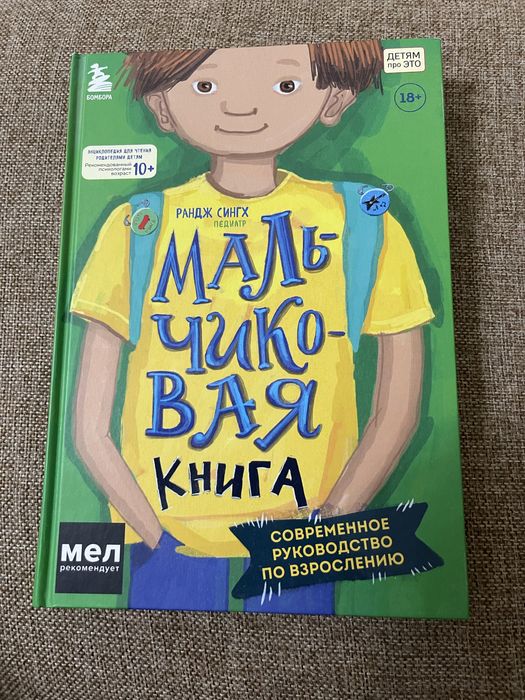 БОМБОРА
ДЕТЯМ
про ЭТО
18+
ЭНЦИКЛОПЕДИЯ ДЛЯ ЧТЕНИЯ
РОДИТЕЛЯМИ ДЕТЯМ
Рекомендованный
психологами
возраст
10+
РАНДЖ СИНГХ
ПЕДИАТР
МАЛЬ-
ЧИКО-
ВАЯ
КНИГА
СОВРЕМЕННОЕ
РУКОВОДСТВО
ПО ВЗРОСЛЕНИЮ
мел
рекомендует